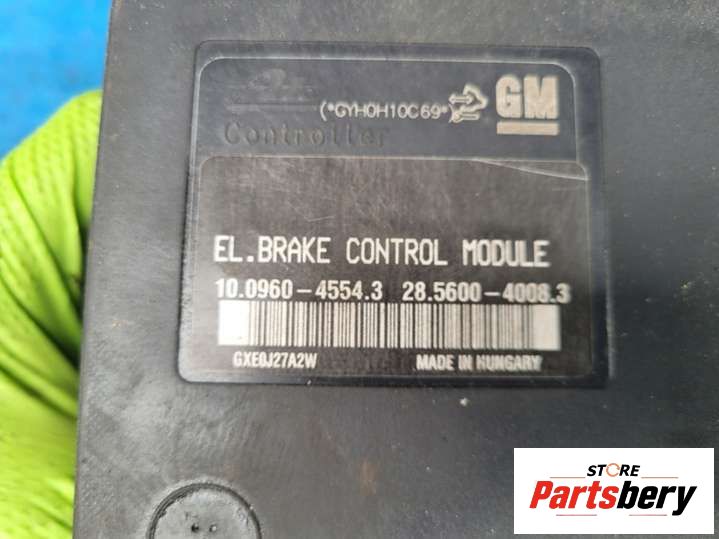 (*GYH0H10C69*)
GM
Controller
EL.BRAKE CONTROL MODULE
10.0960-4554.3 28.5600-4008.3
GXE0J27A2W MADE IN HUNGARY
STORE
Partsbery